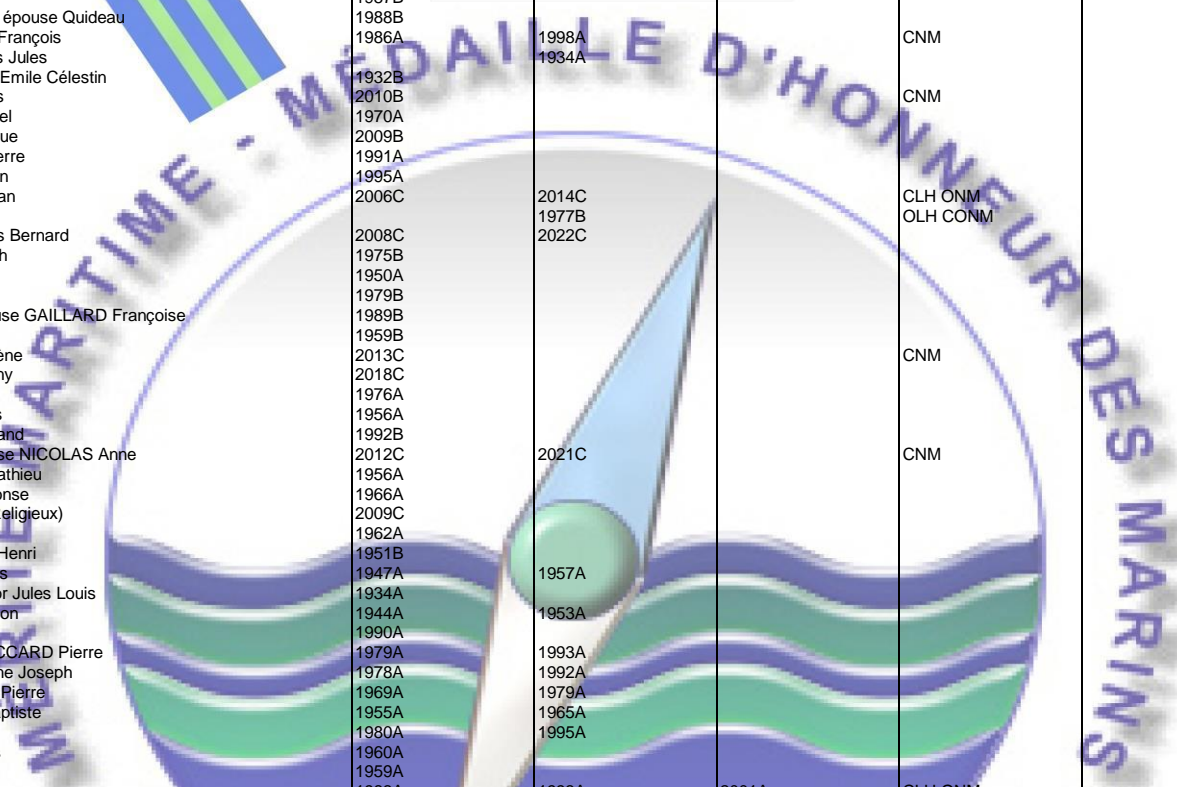 épouse Quideau 1988B
François 1986A 1998A CNM
s Jules 1934A
Emile Célestin 1932B
s 2010B CNM
el 1970A
ue 2009B
erre 1991A
n 1995A
an 2006C 2014C CLH ONM
1977B OLH CONM
s Bernard 2008C 2022C
h 1975B
1950A
1979B
use GAILLARD Françoise 1989B
1959B
ène 2013C CNM
ny 2018C
1976A
s 1956A
and 1992B
se NICOLAS Anne 2012C 2021C CNM
athieu 1956A
onse 1966A
eligieux) 2009C
1962A
Henri 1951B
s 1947A 1957A
or Jules Louis 1934A
on 1944A 1953A
1990A
CCARD Pierre 1979A 1993A
ne Joseph 1978A 1992A
Pierre 1969A 1979A
aptiste 1955A 1965A
1980A 1995A
1960A
1959A
MARITIME - MÉDAILLE D'HONNEUR DES MARINS